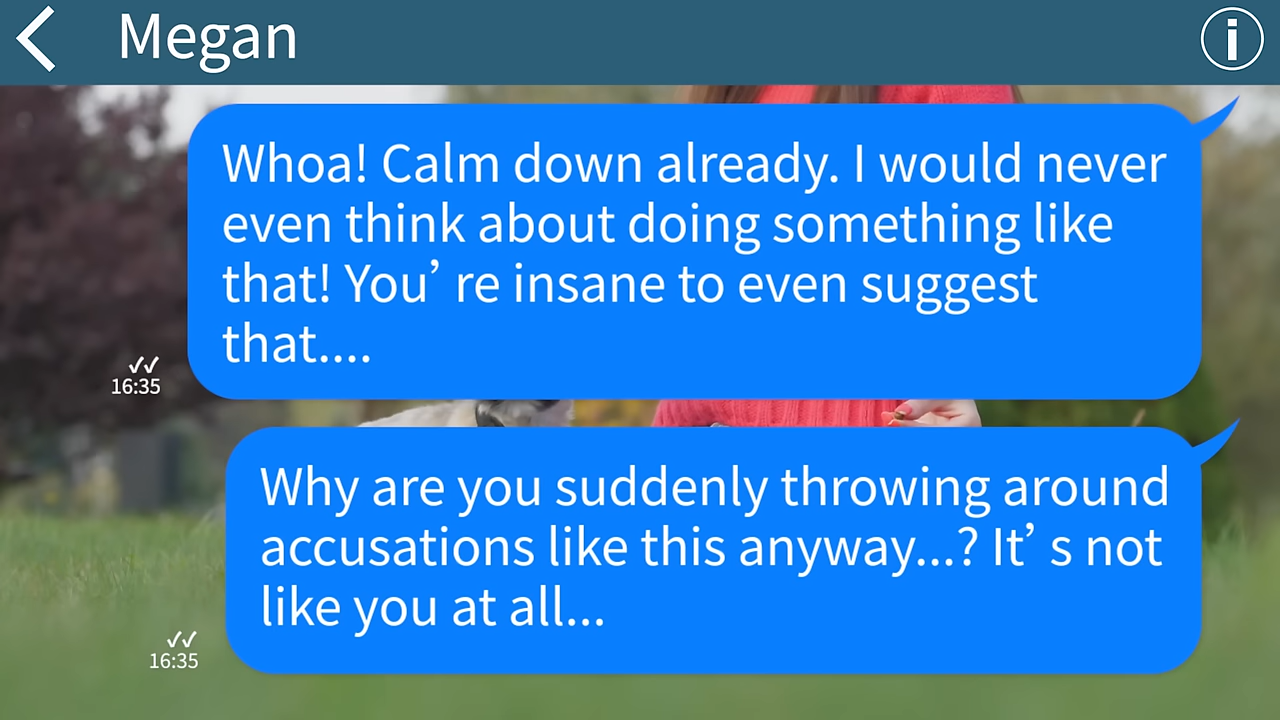 Megan
Whoa! Calm down already. I would never
even think about doing something like
that! You’ re insane to even suggest
that....
16:35
Why are you suddenly throwing around
accusations like this anyway...? It’ s not
like you at all...
16:35